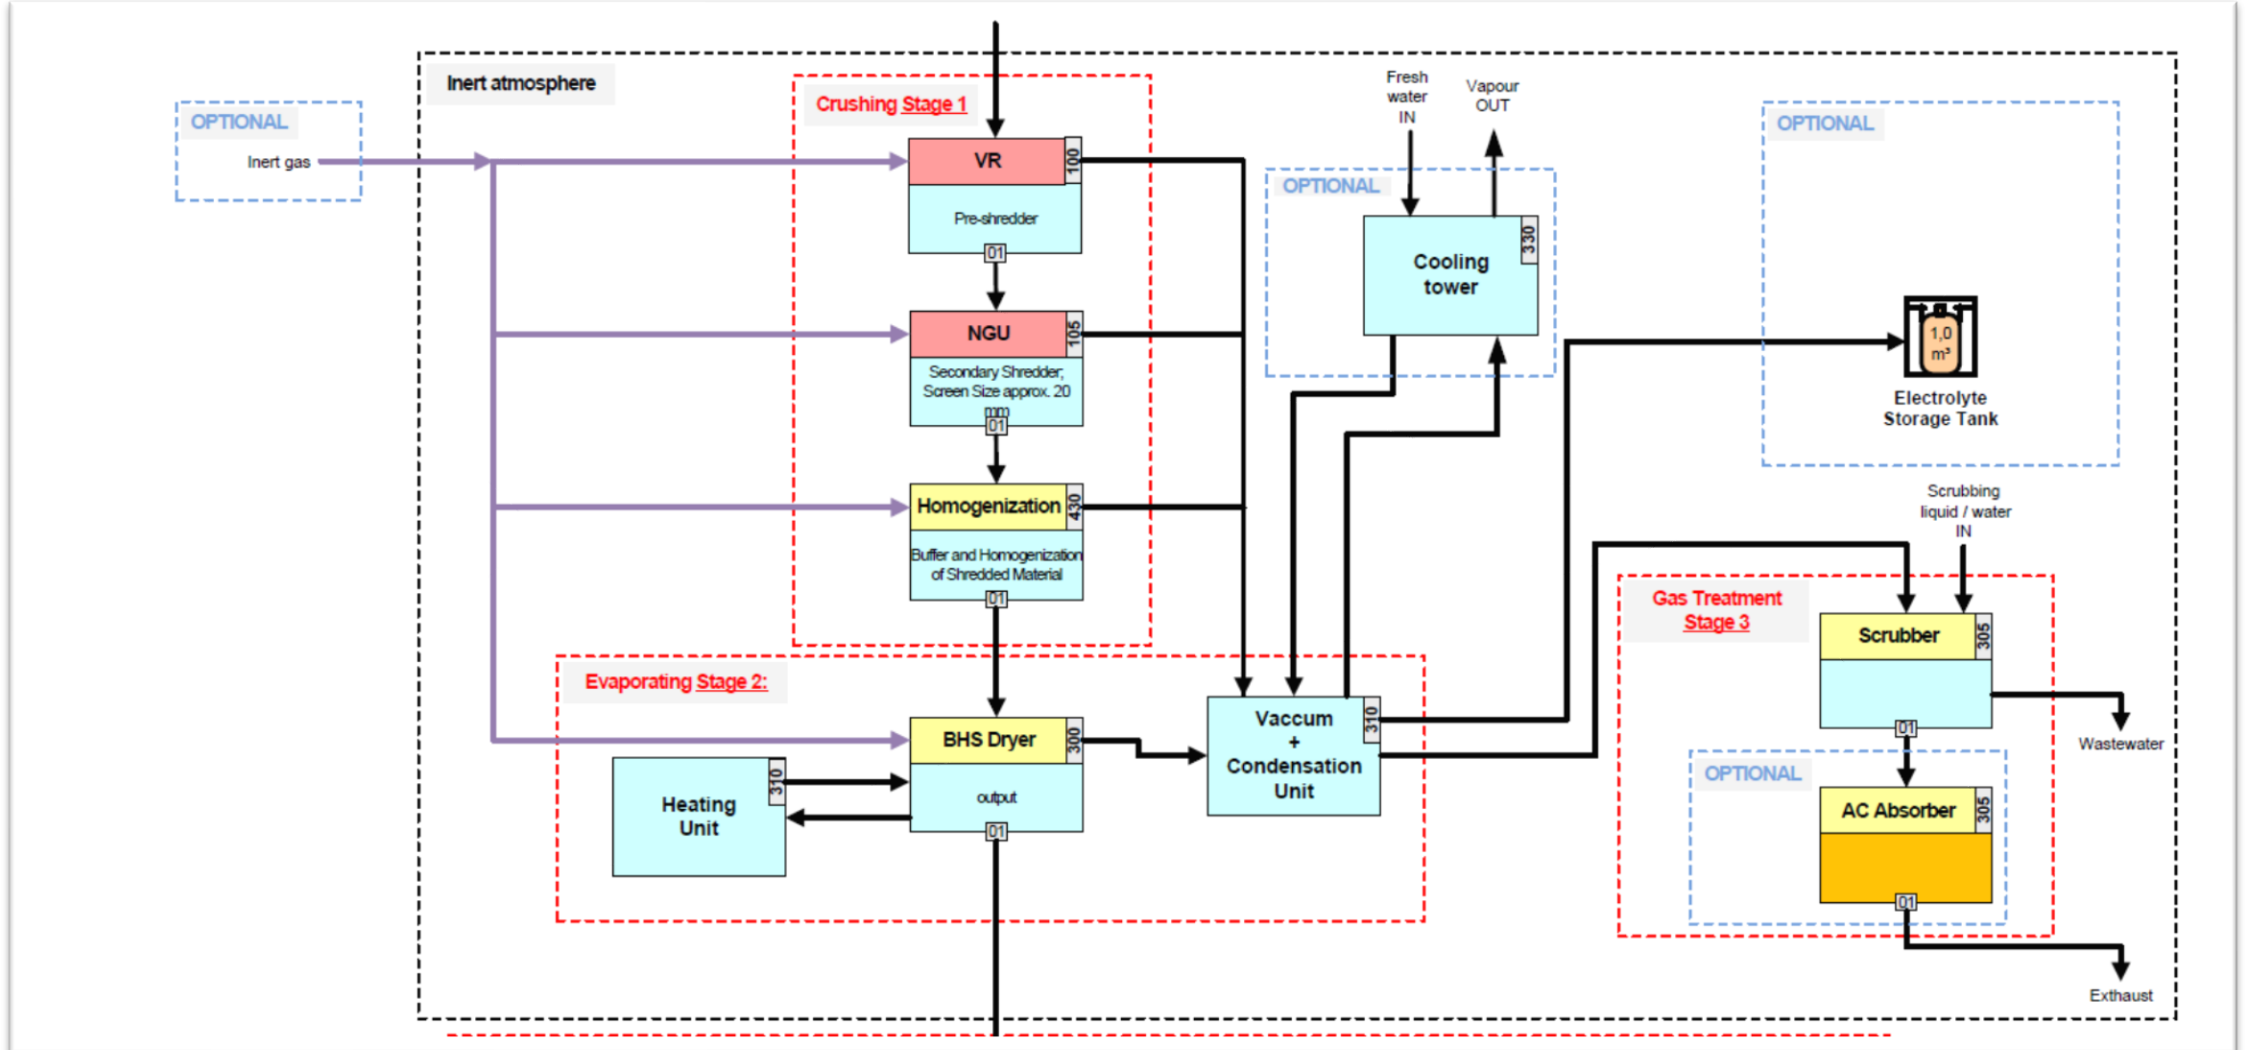 Inert atmosphere
OPTIONAL
Inert gas
Crushing Stage 1
VR
100
Pre-shredder
01
NGU
105
Secondary Shredder;
Screen Size approx. 20
mm
01
Homogenization
430
Buffer and Homogenization
of Shredded Material
01
Evaporating Stage 2:
BHS Dryer
300
output
01
Heating
Unit
310
Vaccum
+
Condensation
Unit
310
Fresh
water
IN
Vapour
OUT
OPTIONAL
Cooling
tower
330
OPTIONAL
1,0
m³
Electrolyte
Storage Tank
Scrubbing
liquid / water
IN
Gas Treatment
Stage 3
Scrubber
305
01
Wastewater
OPTIONAL
AC Absorber
305
01
Exthaust